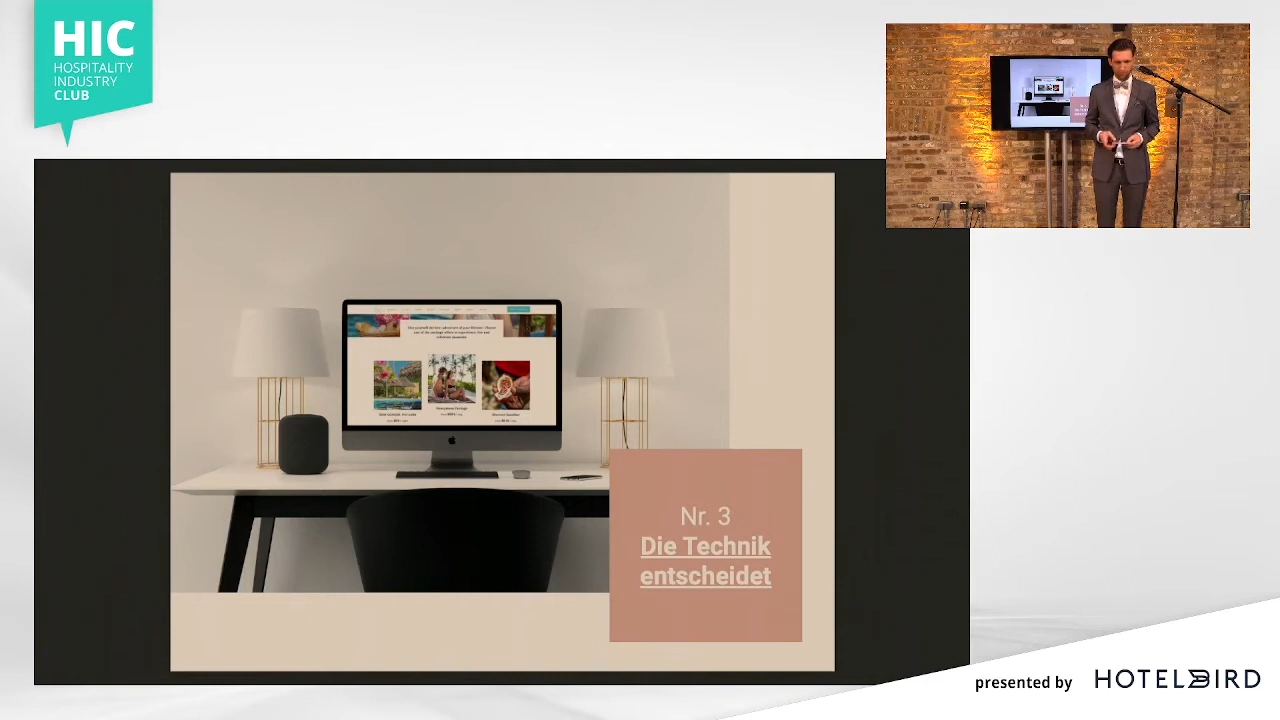 HIC
HOSPITALITY
INDUSTRY
CLUB
Nr. 3
Die Technik
entscheidet
presented by HOTELBIRD